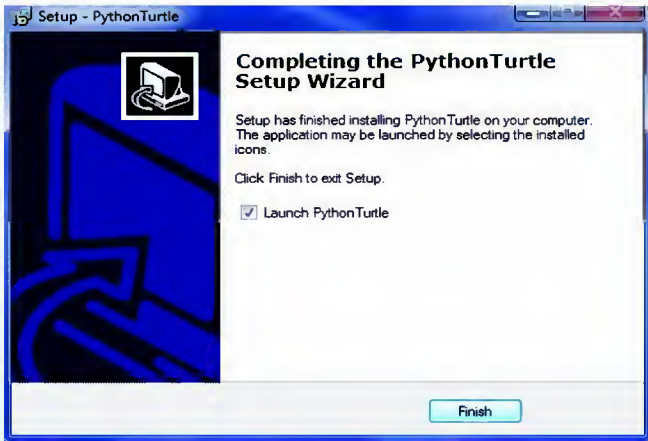 Setup - PythonTurtle
Completing the PythonTurtle
Setup Wizard
Setup has finished installing PythonTurtle on your computer.
The application may be launched by selecting the installed
icons.
Click Finish to exit Setup.
Launch PythonTurtle
Finish